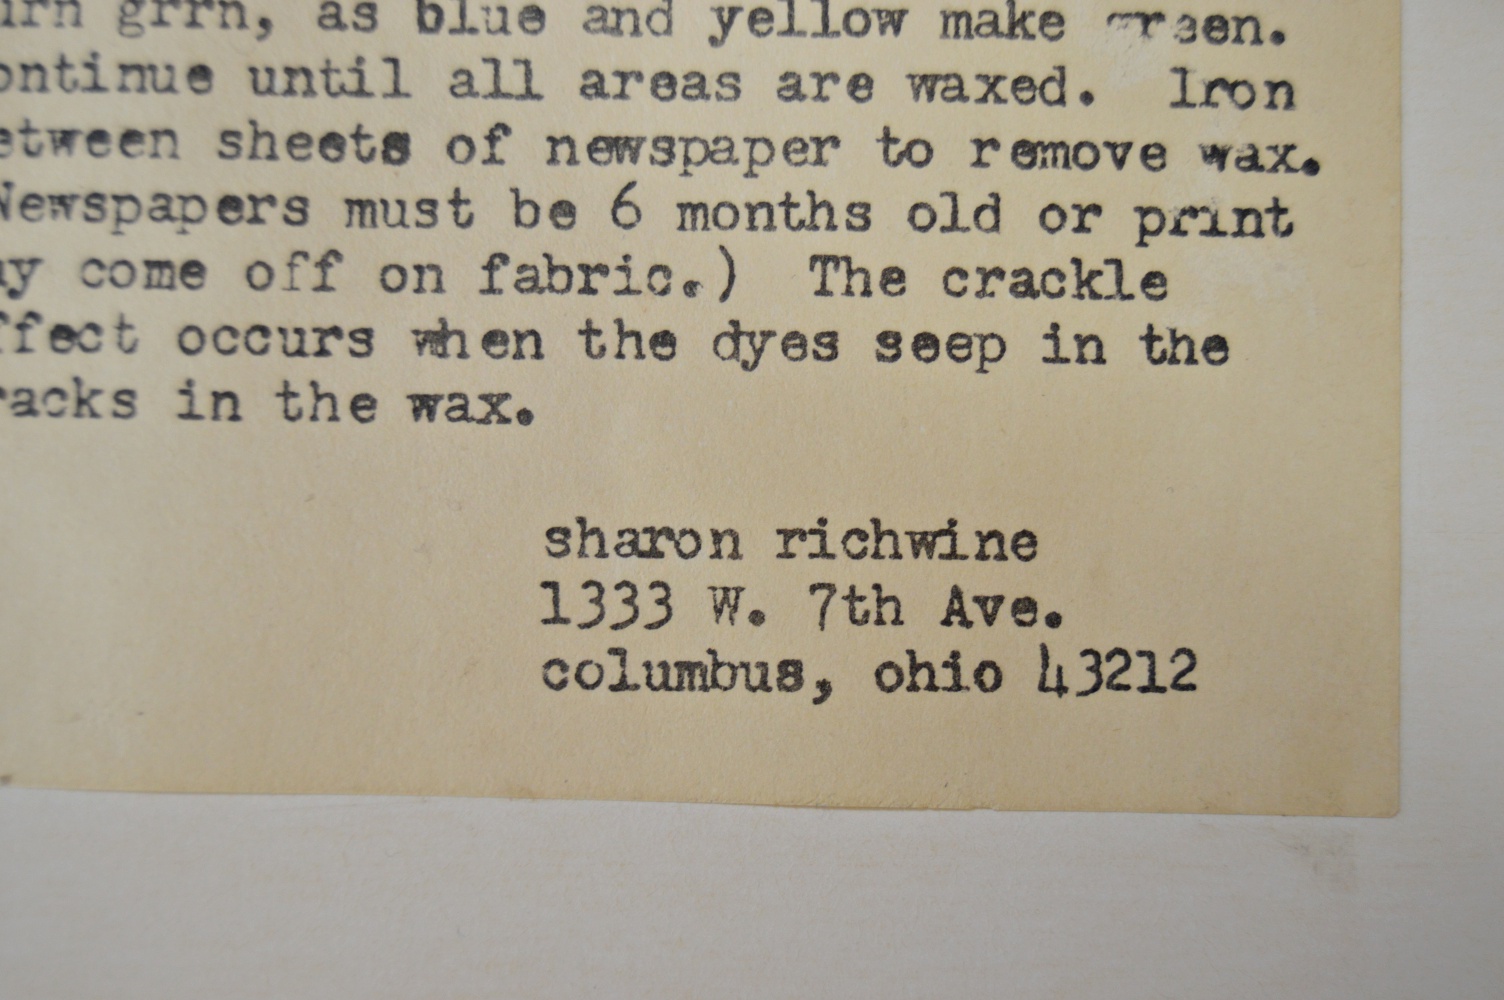 urn grrn, as blue and yellow make green.
ontinue until all areas are waxed. Iron
etween sheets of newspaper to remove wax.
Newspapers must be 6 months old or print
ay come off on fabric.) The crackle
ffect occurs when the dyes seep in the
racks in the wax.
sharon richwine
1333 W. 7th Ave.
columbus, ohio 43212